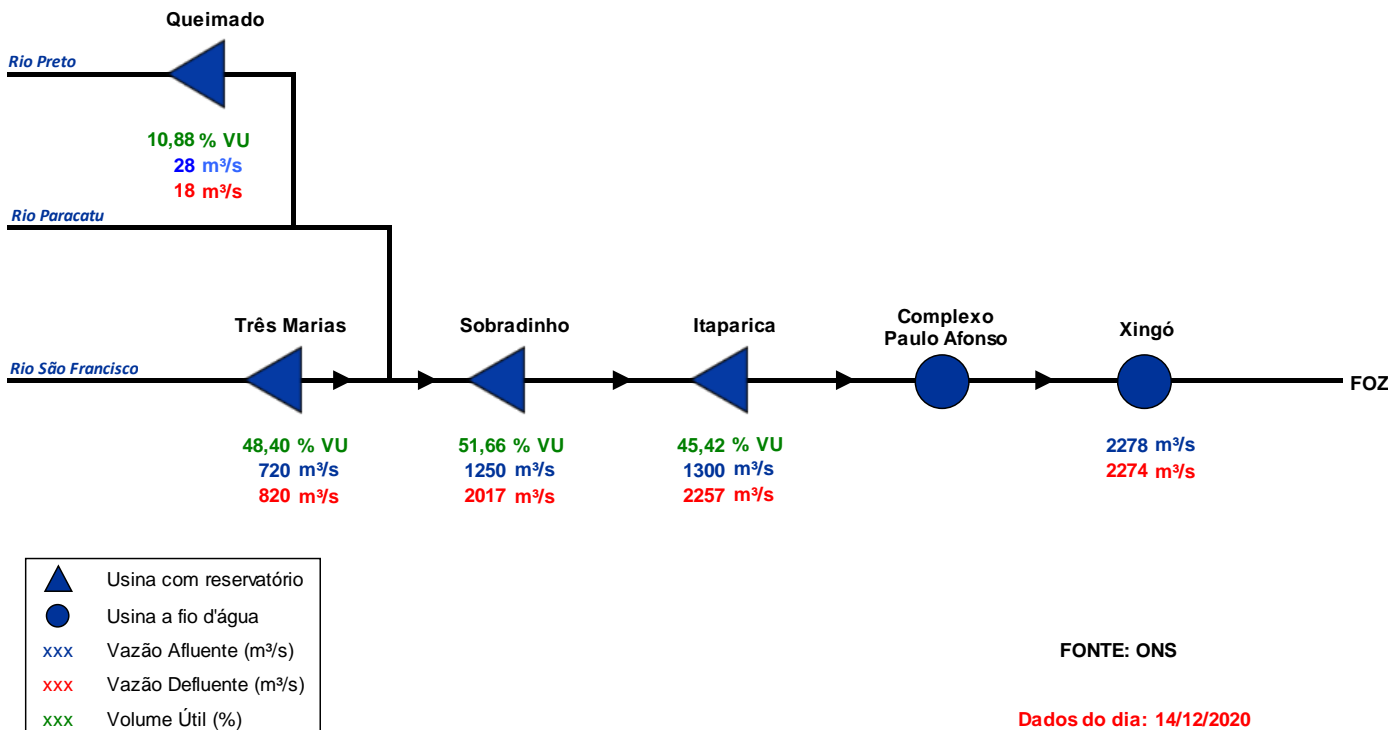 Queimado
Rio Preto
10,88 % VU
28 m³/s
18 m³/s
Rio Paracatu
Três Marias
Sobradinho
Itaparica
Complexo
Paulo Afonso
Xingó
Rio São Francisco
FOZ
48,40 % VU
720 m³/s
820 m³/s
51,66 % VU
1250 m³/s
2017 m³/s
45,42 % VU
1300 m³/s
2257 m³/s
2278 m³/s
2274 m³/s
Usina com reservatório
Usina a fio d'água
xxx Vazão Afluente (m³/s)
xxx Vazão Defluente (m³/s)
xxx Volume Útil (%)
FONTE: ONS
Dados do dia: 14/12/2020